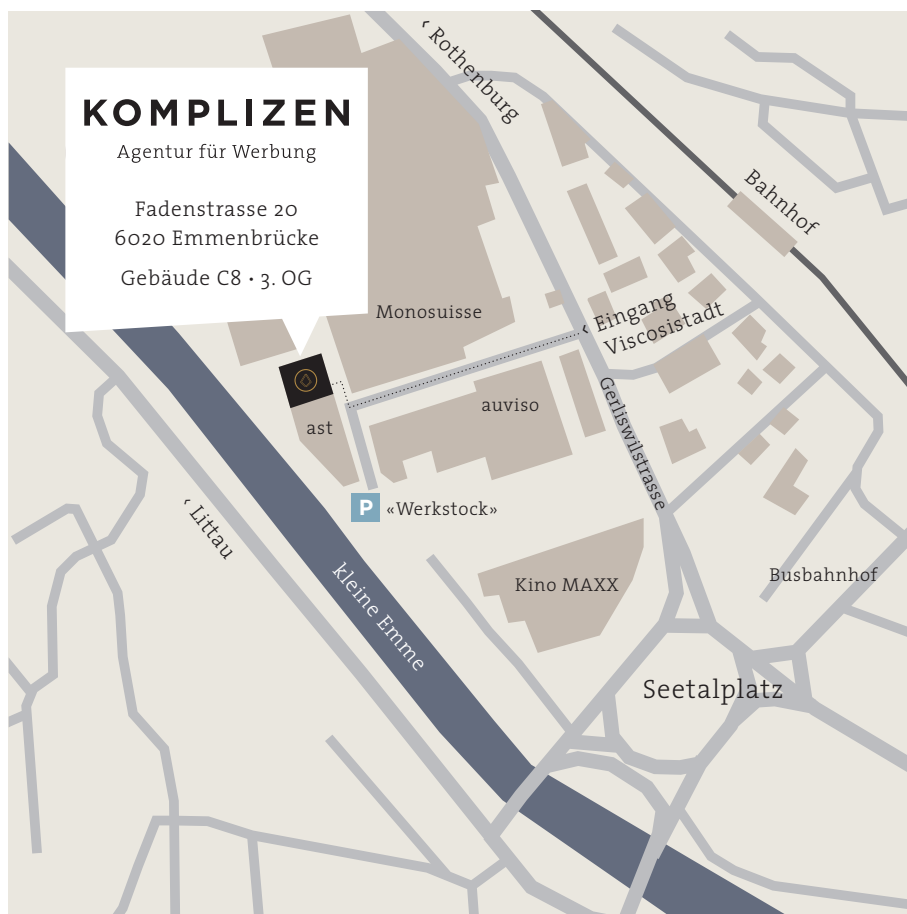 ‹ Rothenburg
KOMPLIZEN
Agentur für Werbung
Fadenstrasse 20
6020 Emmenbrücke
Gebäude C8 · 3. OG
Bahnhof
Monosuisse
‹ Eingang
Viscosistadt
Gerliswilstrasse
auviso
ast
P «Werkstock»
‹ Littau
kleine Emme
Kino MAXX
Busbahnhof
Seetalplatz